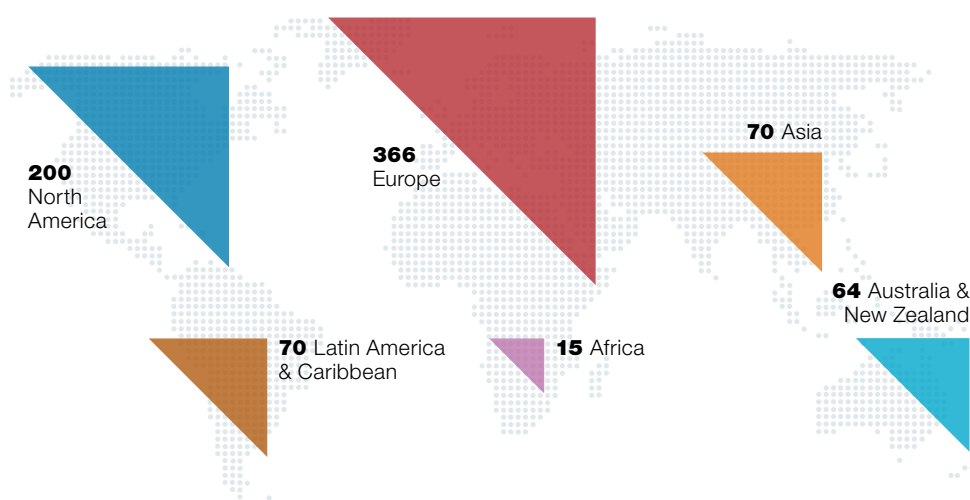 200
North
America
366
Europe
70 Asia
64 Australia &
New Zealand
70 Latin America
& Caribbean
15 Africa